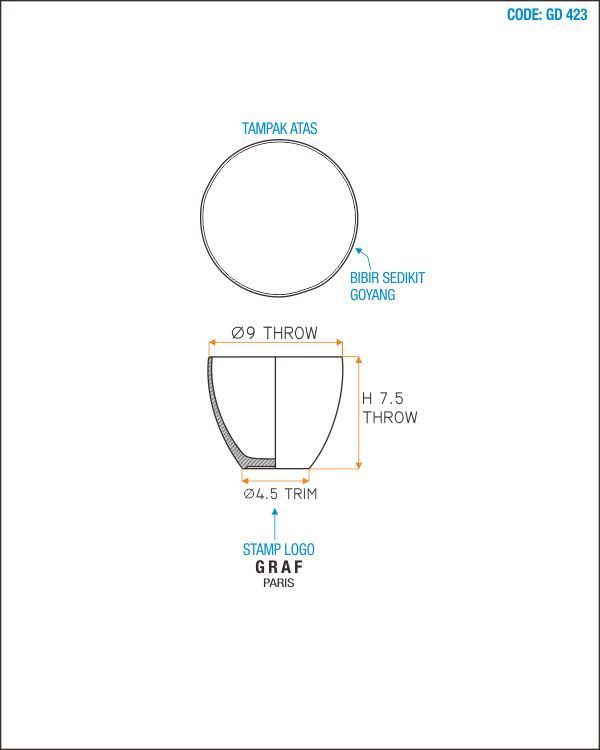 CODE: GD 423
TAMPAK ATAS
BIBIR SEDIKIT
GOYANG
Ø9 THROW
H 7.5
THROW
Ø4.5 TRIM
STAMP LOGO
GRAF
PARIS